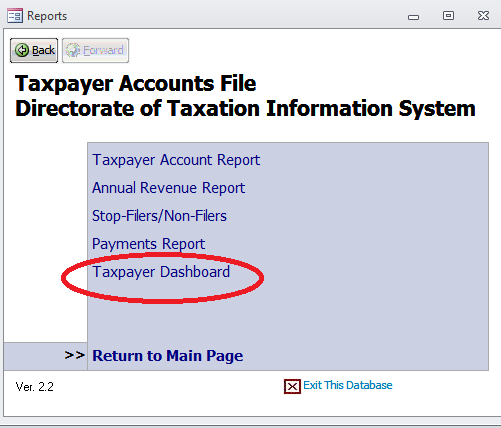 Reports
Back Forward
Taxpayer Accounts File
Directorate of Taxation Information System
Taxpayer Account Report
Annual Revenue Report
Stop-Filers/Non-Filers
Payments Report
Taxpayer Dashboard
>> Return to Main Page
Ver. 2.2 Exit This Database